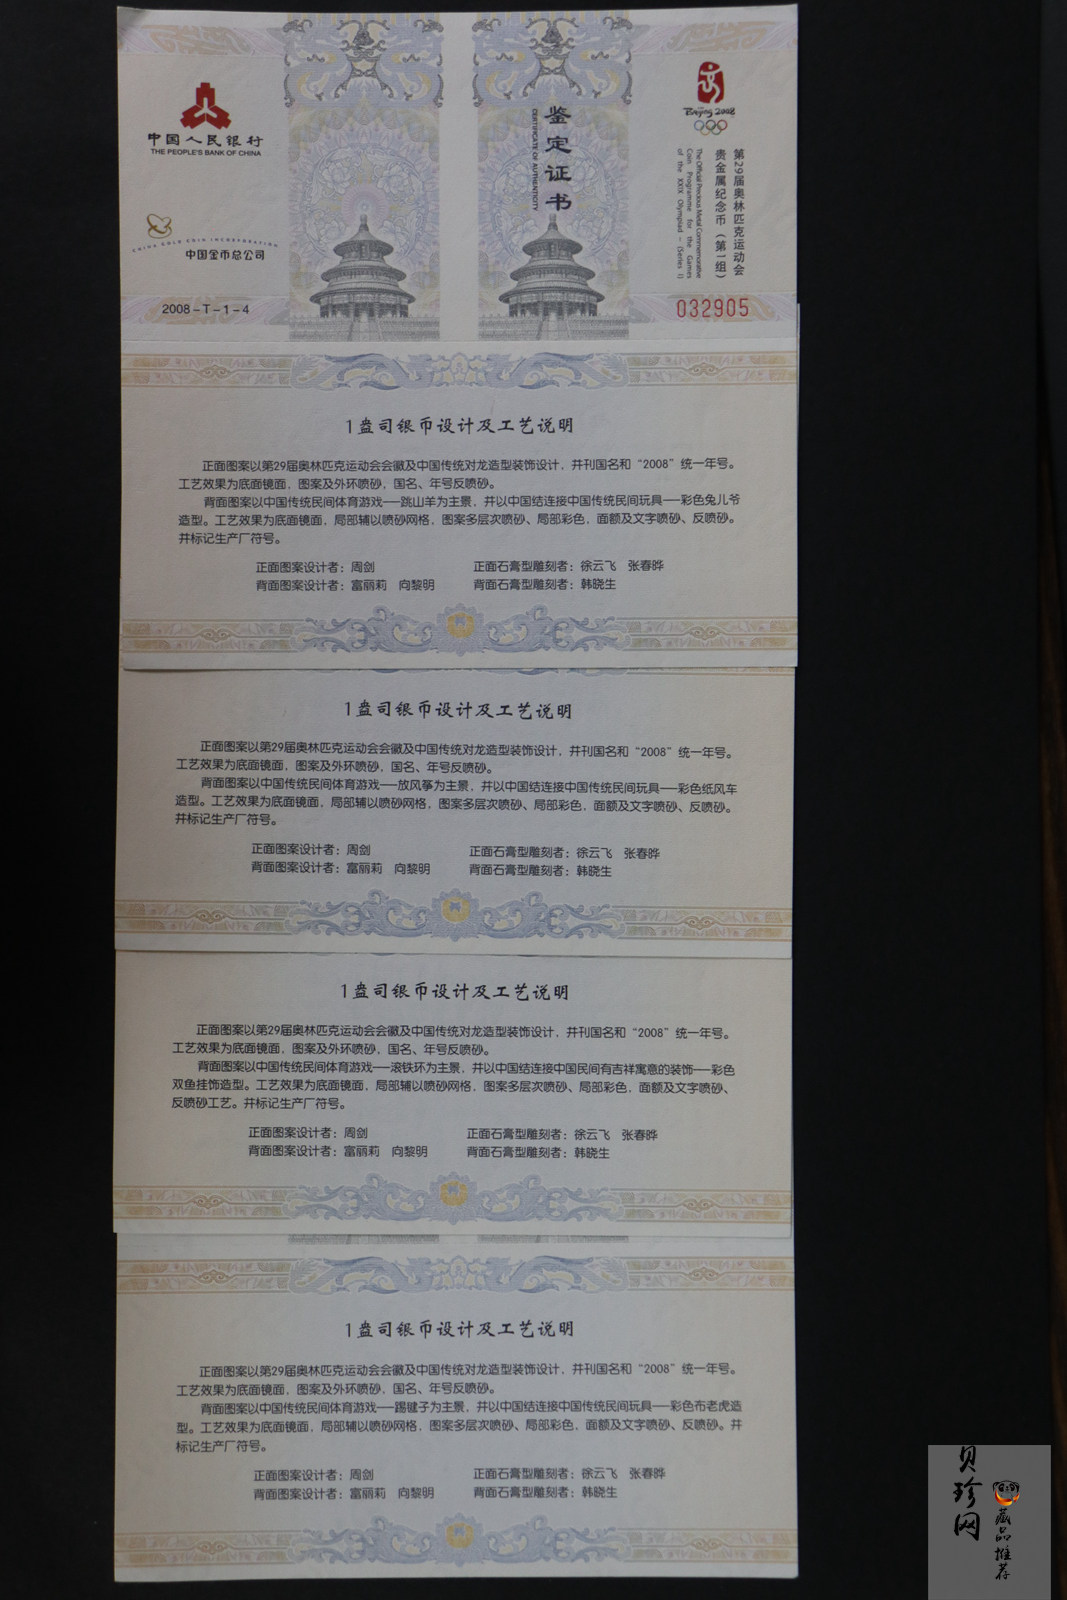 中国人民银行
THE PEOPLE'S BANK OF CHINA
CHINA GOLD COIN INCORPORATION
中国金币总公司
2008-T-1-4
鉴定证书
CERTIFICATE OF AUTHENTICITY
Beijing 2008
第29届奥林匹克运动会
贵金属纪念币（第1组）
The Official Precious Metal Commemorative
Coin Programme for the Games
of the XXIX Olympiad - (Series I)
032905
1盎司银币设计及工艺说明
正面图案以第29届奥林匹克运动会会徽及中国传统对龙造型装饰设计，并刊国名和“2008”统一年号。
工艺效果为底面镜面，图案及外环喷砂，国名、年号反喷砂。
背面图案以中国传统民间体育游戏——跳山羊为主景，并以中国结连接中国传统民间玩具——彩色兔儿爷
造型。工艺效果为底面镜面，局部辅以喷砂网格，图案多层次喷砂、局部彩色，面额及文字喷砂、反喷砂。
并标记生产厂符号。
正面图案设计者：周剑 正面石膏型雕刻者：徐云飞 张春晔
背面图案设计者：富丽莉 向黎明 背面石膏型雕刻者：韩晓生
1盎司银币设计及工艺说明
正面图案以第29届奥林匹克运动会会徽及中国传统对龙造型装饰设计，并刊国名和“2008”统一年号。
工艺效果为底面镜面，图案及外环喷砂，国名、年号反喷砂。
背面图案以中国传统民间体育游戏——放风筝为主景，并以中国结连接中国传统民间玩具——彩色纸风车
造型。工艺效果为底面镜面，局部辅以喷砂网格，图案多层次喷砂、局部彩色，面额及文字喷砂、反喷砂。
并标记生产厂符号。
正面图案设计者：周剑 正面石膏型雕刻者：徐云飞 张春晔
背面图案设计者：富丽莉 向黎明 背面石膏型雕刻者：韩晓生
1盎司银币设计及工艺说明
正面图案以第29届奥林匹克运动会会徽及中国传统对龙造型装饰设计，并刊国名和“2008”统一年号。
工艺效果为底面镜面，图案及外环喷砂，国名、年号反喷砂。
背面图案以中国传统民间体育游戏——滚铁环为主景，并以中国结连接中国民间有吉祥寓意的装饰——彩色
双鱼挂饰造型。工艺效果为底面镜面，局部辅以喷砂网格，图案多层次喷砂、局部彩色，面额及文字喷砂、
反喷砂工艺。并标记生产厂符号。
正面图案设计者：周剑 正面石膏型雕刻者：徐云飞 张春晔
背面图案设计者：富丽莉 向黎明 背面石膏型雕刻者：韩晓生
1盎司银币设计及工艺说明
正面图案以第29届奥林匹克运动会会徽及中国传统对龙造型装饰设计，并刊国名和“2008”统一年号。
工艺效果为底面镜面，图案及外环喷砂，国名、年号反喷砂。
背面图案以中国传统民间体育游戏——踢毽子为主景，并以中国结连接中国传统民间玩具——彩色布老虎造
型。工艺效果为底面镜面，局部辅以喷砂网格，图案多层次喷砂、局部彩色，面额及文字喷砂、反喷砂。并
标记生产厂符号。
正面图案设计者：周剑 正面石膏型雕刻者：徐云飞 张春晔
背面图案设计者：富丽莉 向黎明 背面石膏型雕刻者：韩晓生
贝珍网
藏品推荐